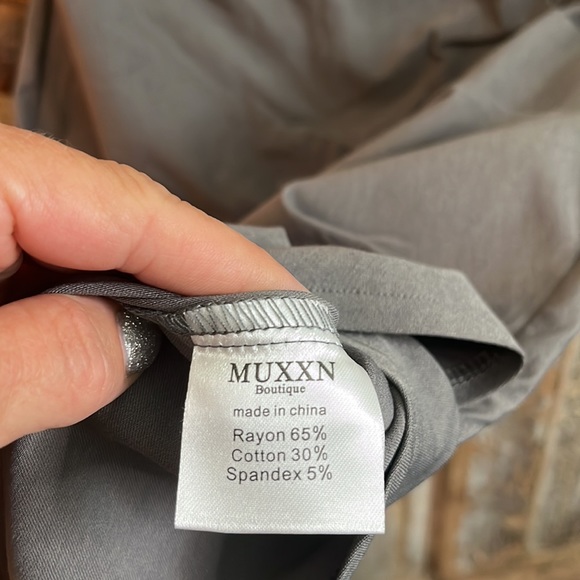 MUXXN
Boutique
made in china
Rayon 65%
Cotton 30%
Spandex 5%